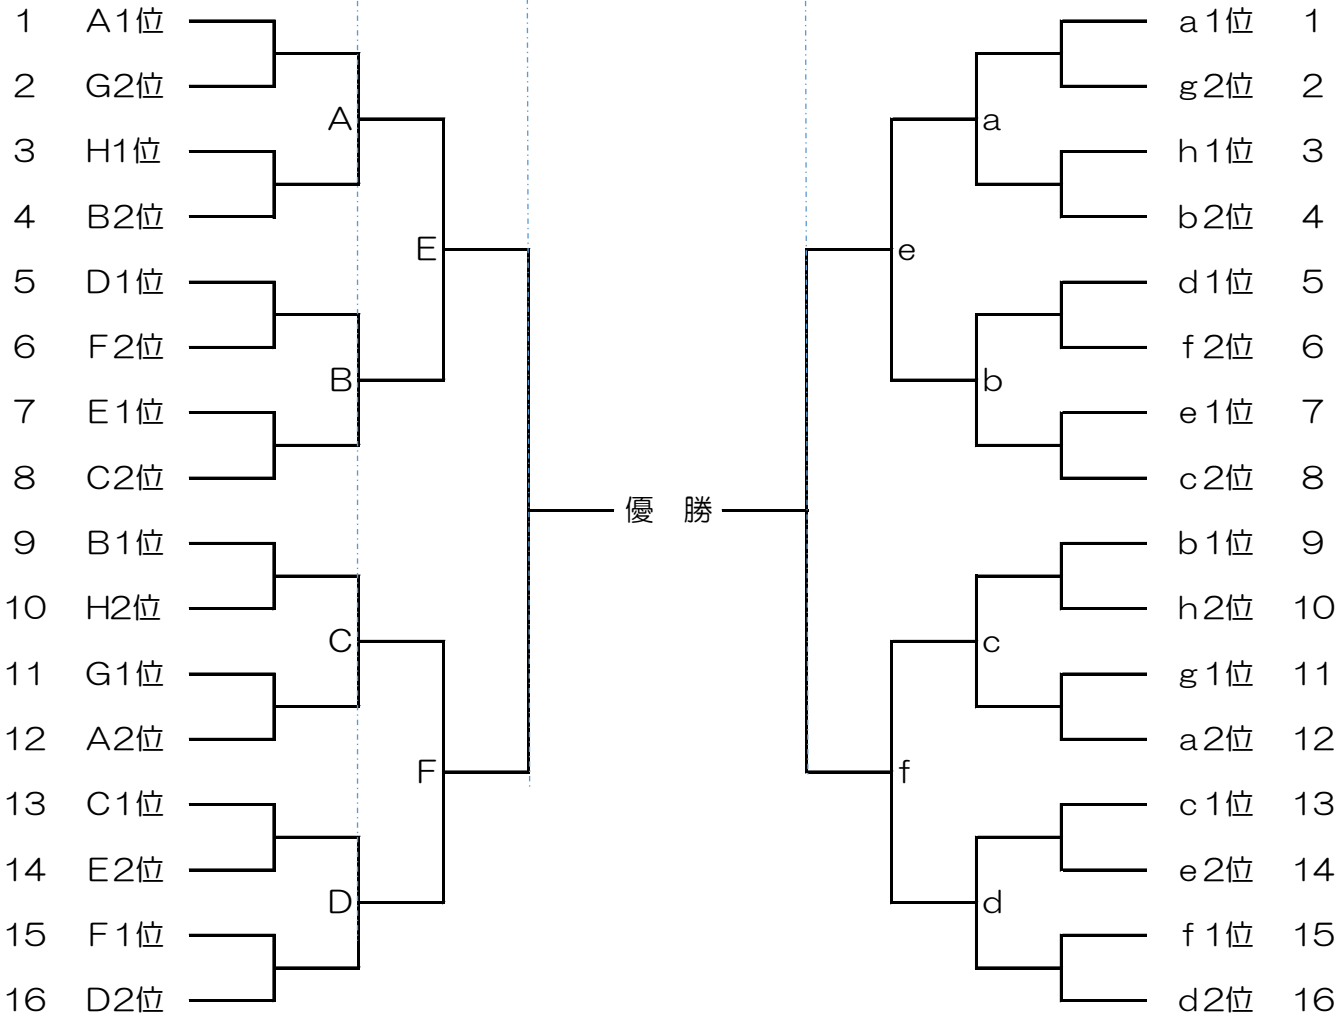 1 A1位 a1位 1
2 G2位 g2位 2
A a
3 H1位 h1位 3
4 B2位 b2位 4
E e
5 D1位 d1位 5
6 F2位 f2位 6
B b
7 E1位 e1位 7
8 C2位 c2位 8
優 勝
9 B1位 b1位 9
10 H2位 h2位 10
C c
11 G1位 g1位 11
12 A2位 a2位 12
F f
13 C1位 c1位 13
14 E2位 e2位 14
D d
15 F1位 f1位 15
16 D2位 d2位 16